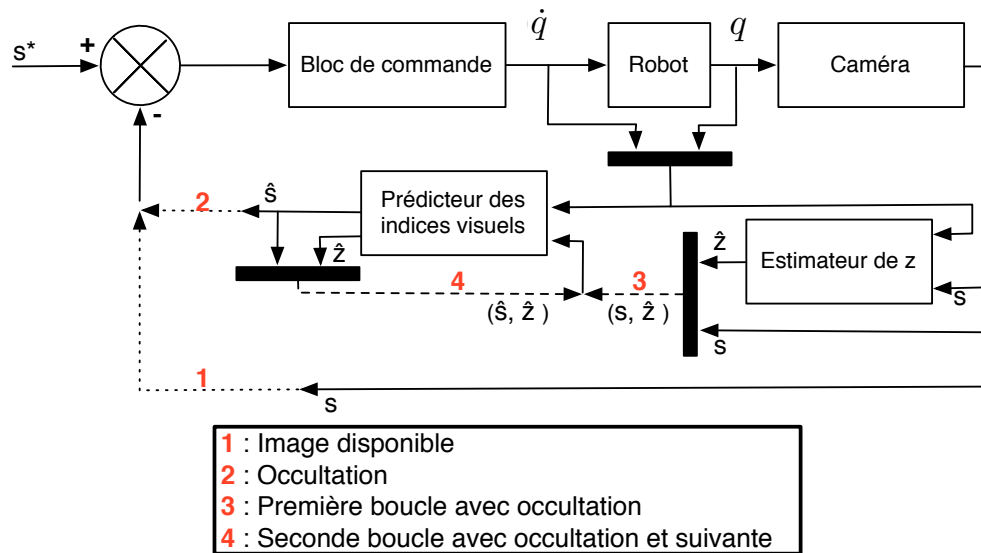 s*
+
-
Bloc de commande
q̇
Robot
q
Caméra
2
ŝ
Prédicteur des
indices visuels
ẑ
4
(ŝ, ẑ )
3
(s, ẑ )
ẑ
Estimateur de z
s
s
1
s
1 : Image disponible
2 : Occultation
3 : Première boucle avec occultation
4 : Seconde boucle avec occultation et suivante